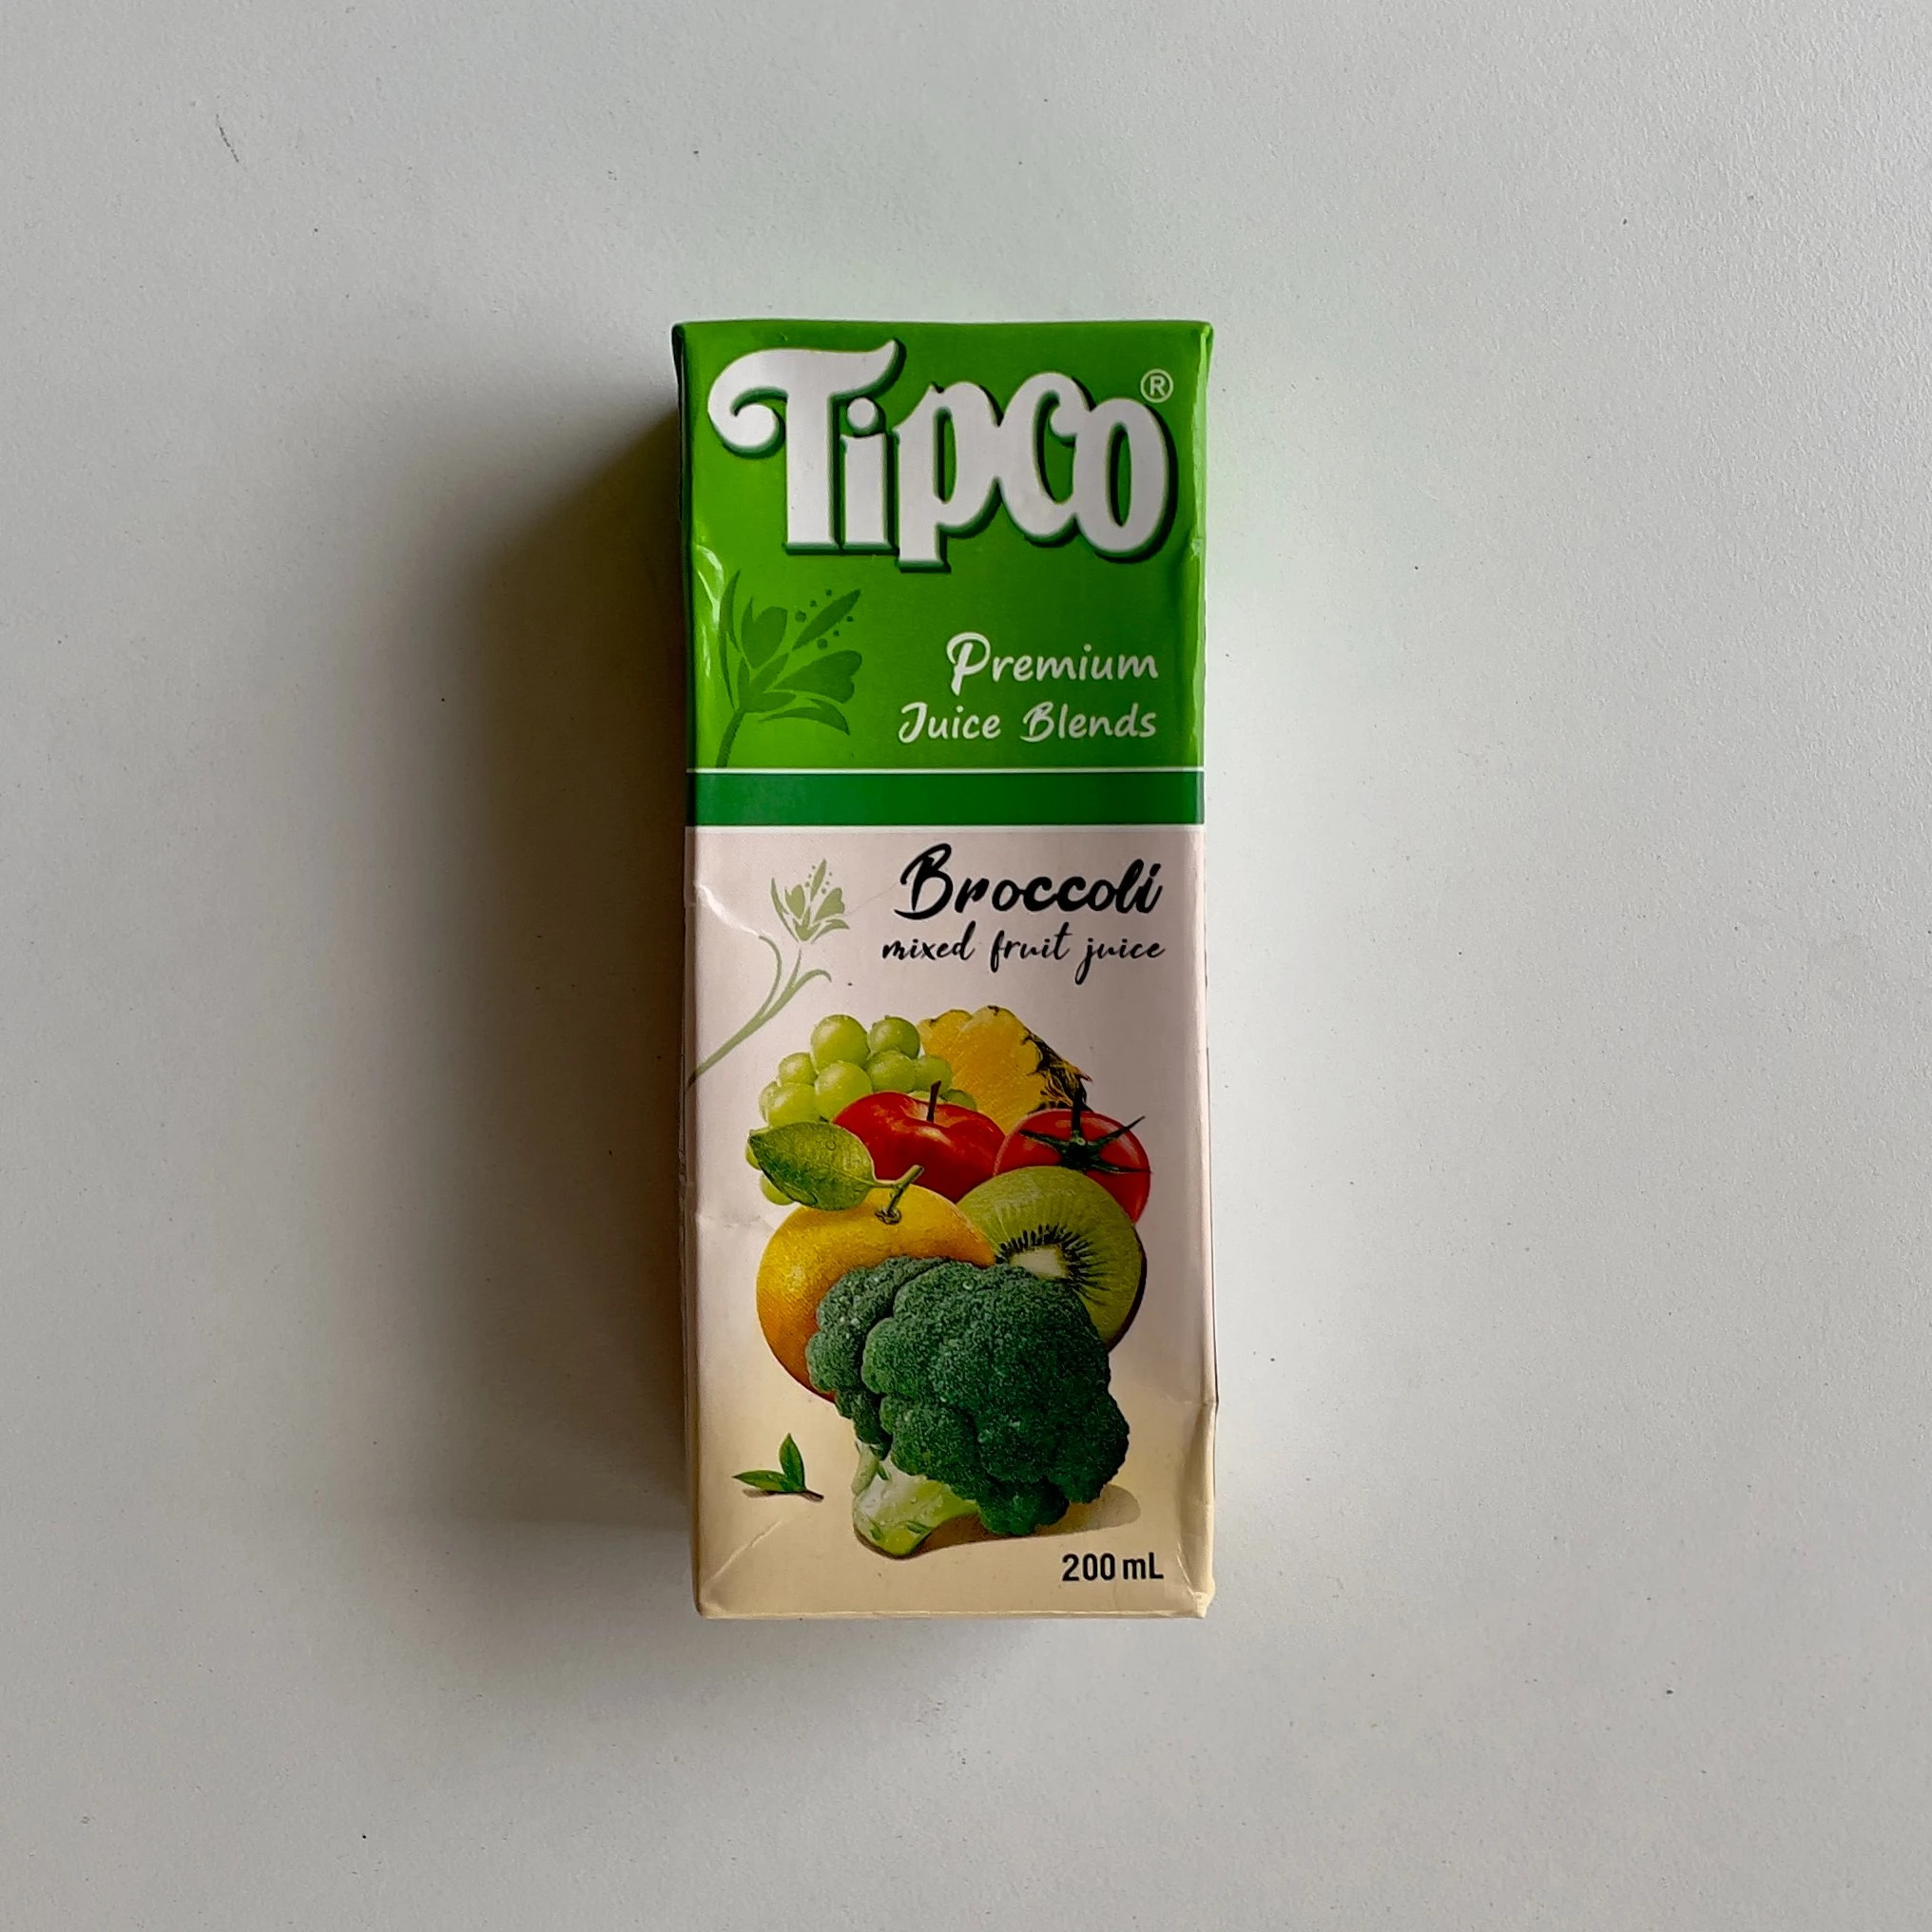 Tipco®
Premium
Juice Blends
Broccoli
mixed fruit juice
200 mL